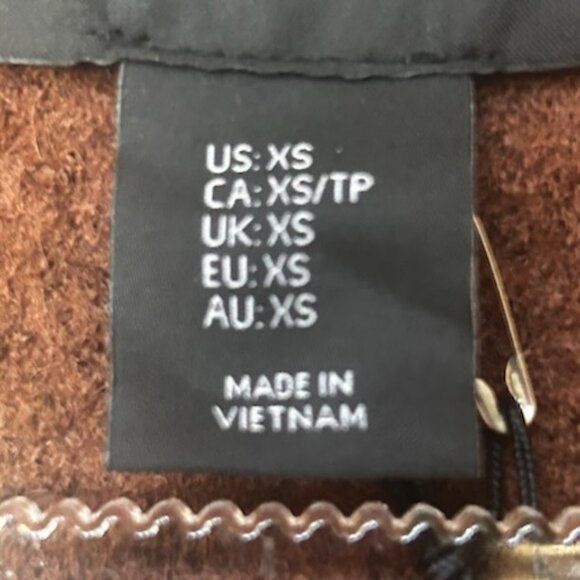 US: XS
CA: XS/TP
UK: XS
EU: XS
AU: XS
MADE IN
VIETNAM